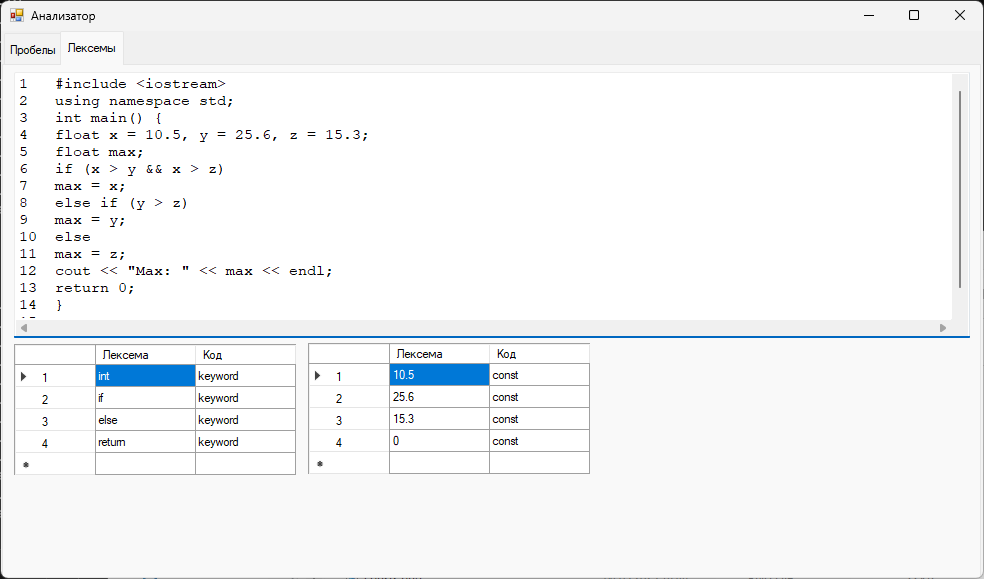 Анализатор
Пробелы Лексемы
1 #include <iostream>
2 using namespace std;
3 int main() {
4 float x = 10.5, y = 25.6, z = 15.3;
5 float max;
6 if (x > y && x > z)
7 max = x;
8 else if (y > z)
9 max = y;
10 else
11 max = z;
12 cout << "Max: " << max << endl;
13 return 0;
14 }
Лексема Код
1 int keyword
2 if keyword
3 else keyword
4 return keyword
Лексема Код
1 10.5 const
2 25.6 const
3 15.3 const
4 0 const